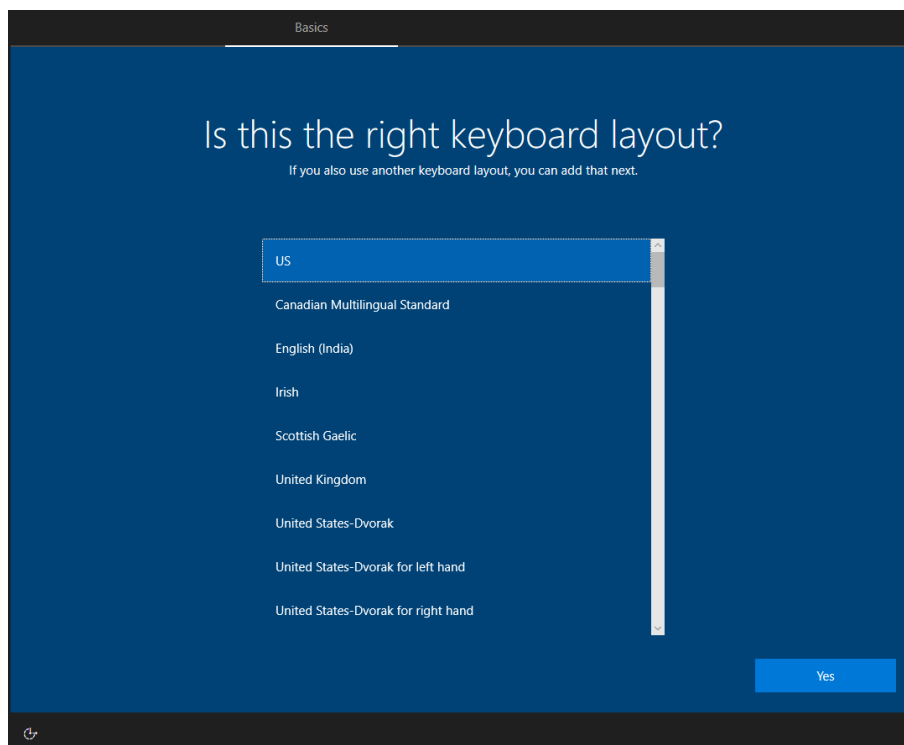 Basics
Is this the right keyboard layout?
If you also use another keyboard layout, you can add that next.
US
Canadian Multilingual Standard
English (India)
Irish
Scottish Gaelic
United Kingdom
United States-Dvorak
United States-Dvorak for left hand
United States-Dvorak for right hand
Yes